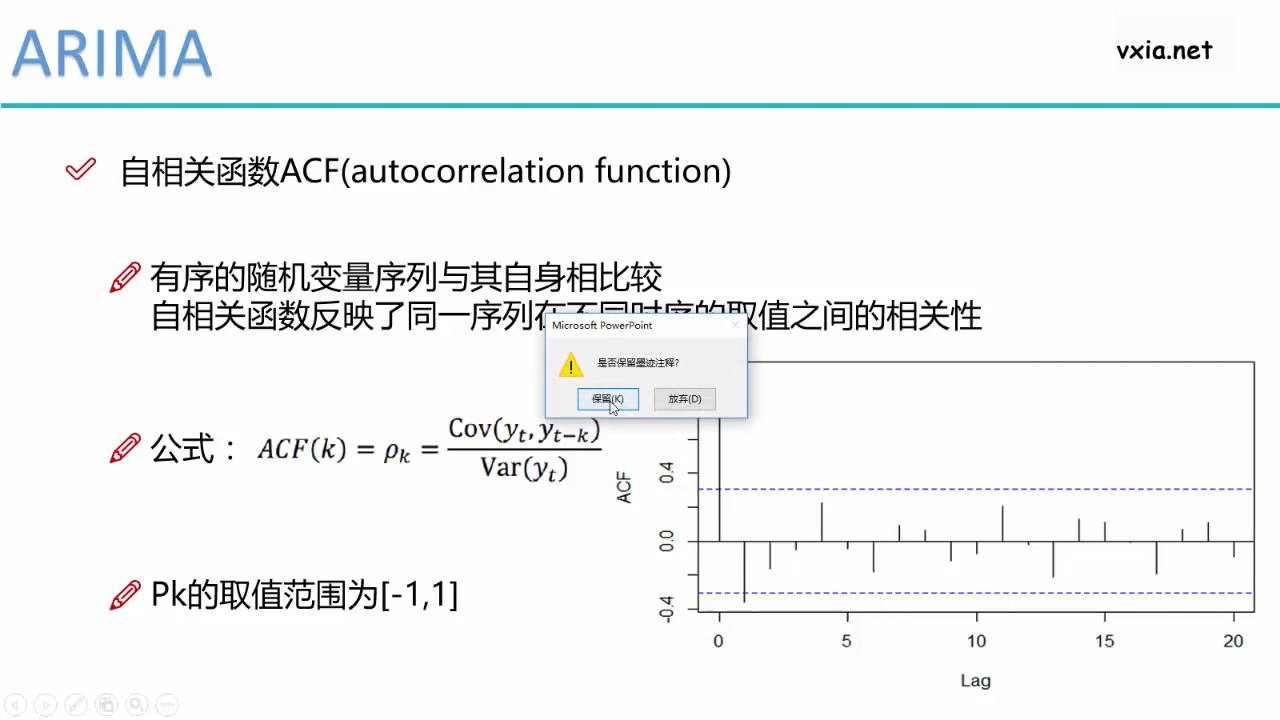 ARIMA
vxia.net
自相关函数ACF(autocorrelation function)
有序的随机变量序列与其自身相比较
自相关函数反映了同一序列在不同时序的取值之间的相关性
Microsoft PowerPoint
是否保留墨迹注释?
保留(K)
放弃(D)
公式： ACF(k) = ρk = Cov(yt, yt−k) / Var(yt)
Pk的取值范围为[-1,1]
ACF
0.4
0.0
-0.4
0 5 10 15 20
Lag